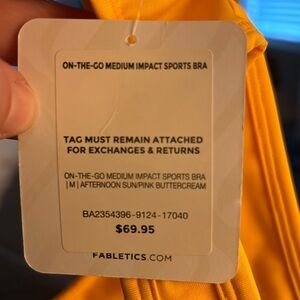 ON-THE-GO MEDIUM IMPACT SPORTS BRA
TAG MUST REMAIN ATTACHED
FOR EXCHANGES & RETURNS
ON-THE-GO MEDIUM IMPACT SPORTS BRA
| M | AFTERNOON SUN/PINK BUTTERCREAM
BA2354396-9124-17040
$69.95
FABLETICS.COM